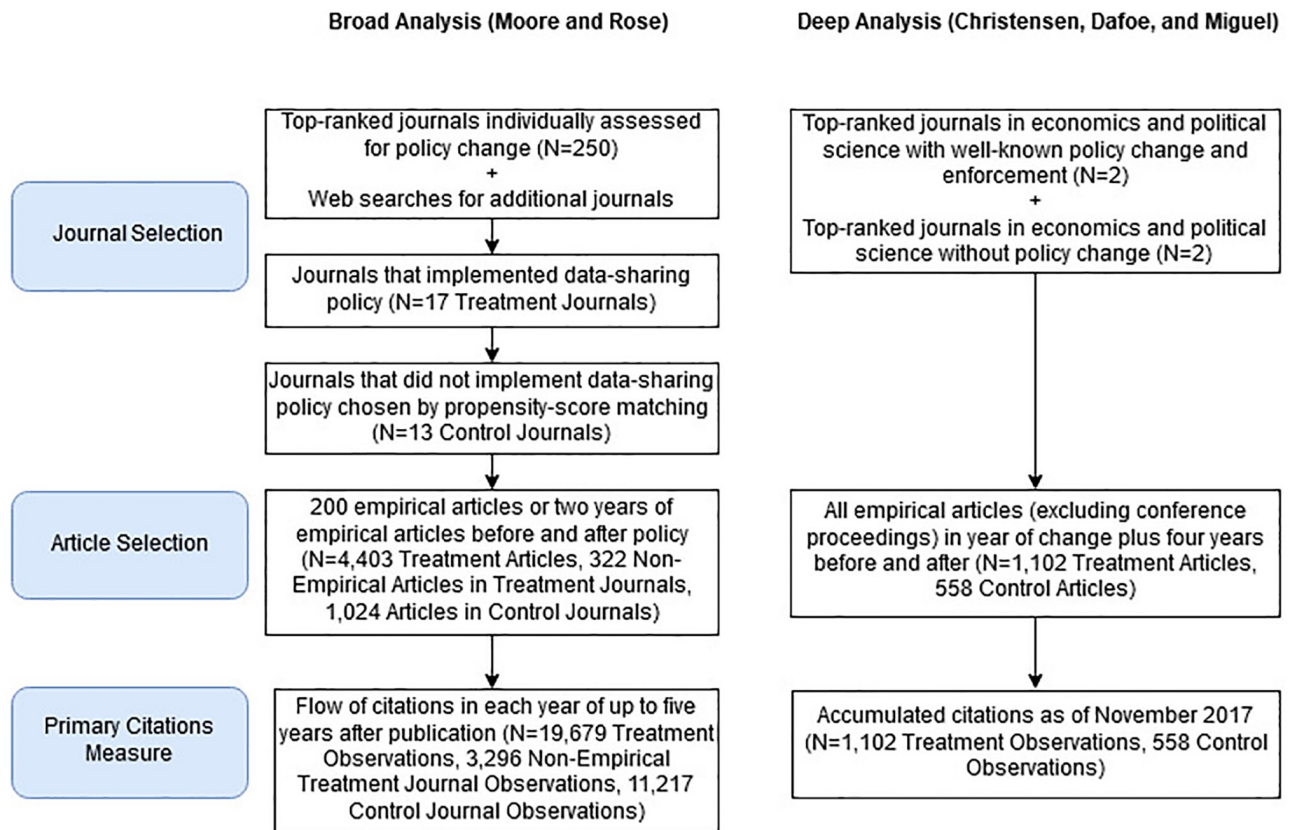 Broad Analysis (Moore and Rose)
Deep Analysis (Christensen, Dafoe, and Miguel)
Journal Selection
Top-ranked journals individually assessed
for policy change (N=250)
+
Web searches for additional journals
Journals that implemented data-sharing
policy (N=17 Treatment Journals)
Journals that did not implement data-sharing
policy chosen by propensity-score matching
(N=13 Control Journals)
Top-ranked journals in economics and political
science with well-known policy change and
enforcement (N=2)
+
Top-ranked journals in economics and political
science without policy change (N=2)
Article Selection
200 empirical articles or two years of
empirical articles before and after policy
(N=4,403 Treatment Articles, 322 Non-
Empirical Articles in Treatment Journals,
1,024 Articles in Control Journals)
All empirical articles (excluding conference
proceedings) in year of change plus four years
before and after (N=1,102 Treatment Articles,
558 Control Articles)
Primary Citations
Measure
Flow of citations in each year of up to five
years after publication (N=19,679 Treatment
Observations, 3,296 Non-Empirical
Treatment Journal Observations, 11,217
Control Journal Observations)
Accumulated citations as of November 2017
(N=1,102 Treatment Observations, 558 Control
Observations)